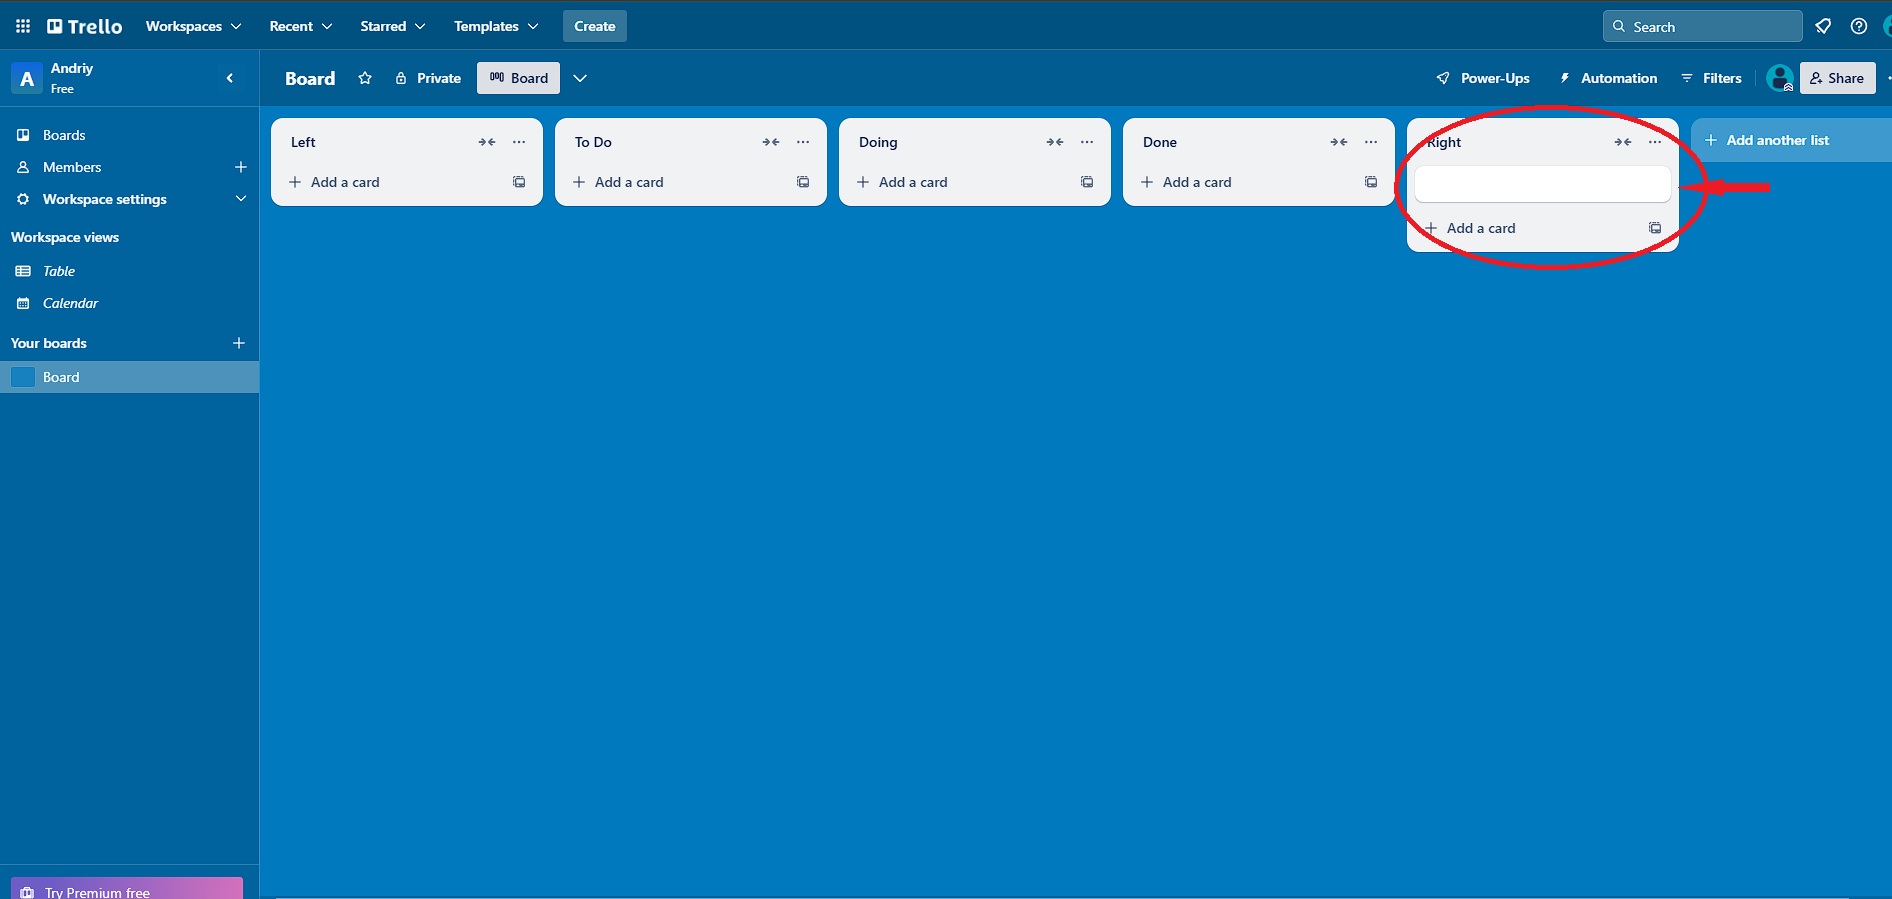 Trello Workspaces Recent Starred Templates Create Search
A Andriy
Free
Board Private Board Power-Ups Automation Filters Share
Boards
Members
Workspace settings
Workspace views
Table
Calendar
Your boards
Board
Try Premium free
Left
Add a card
To Do
Add a card
Doing
Add a card
Done
Add a card
Right
Add a card
Add another list